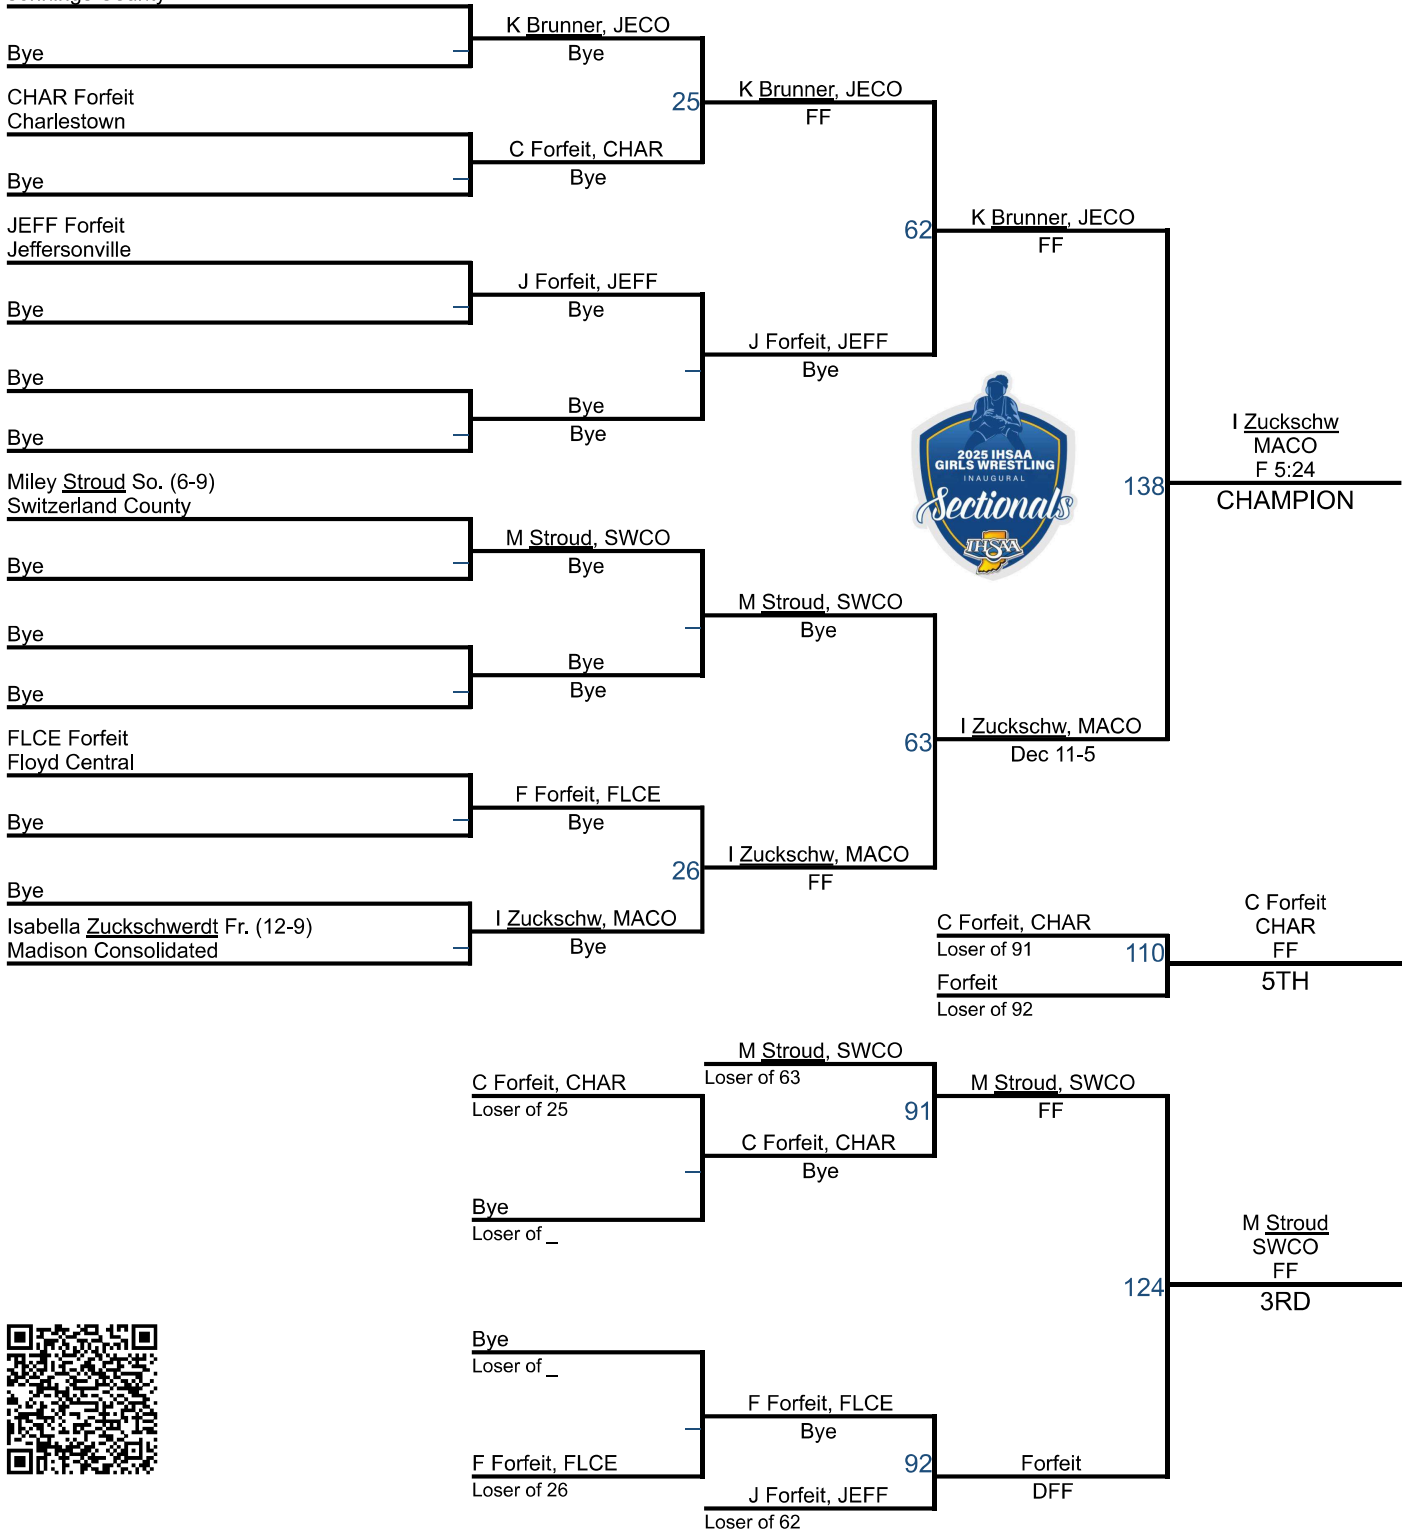 Bye
CHAR Forfeit
Charlestown
Bye
JEFF Forfeit
Jeffersonville
Bye
Bye
Bye
Miley Stroud So. (6-9)
Switzerland County
Bye
Bye
Bye
FLCE Forfeit
Floyd Central
Bye
Bye
Isabella Zuckschwerdt Fr. (12-9)
Madison Consolidated
K Brunner, JECO
Bye
C Forfeit, CHAR
Bye
J Forfeit, JEFF
Bye
Bye
Bye
M Stroud, SWCO
Bye
Bye
Bye
F Forfeit, FLCE
Bye
I Zuckschw, MACO
Bye
25
26
K Brunner, JECO
FF
J Forfeit, JEFF
Bye
M Stroud, SWCO
Bye
I Zuckschw, MACO
FF
62
63
K Brunner, JECO
FF
I Zuckschw, MACO
Dec 11-5
2025 IHSAA
GIRLS WRESTLING
INAUGURAL
Sectionals
IHSAA
138
I Zuckschw
MACO
F 5:24
CHAMPION
C Forfeit, CHAR
Loser of 91
110
Forfeit
Loser of 92
C Forfeit
CHAR
FF
5TH
C Forfeit, CHAR
Loser of 25
Bye
Loser of _
Bye
Loser of _
F Forfeit, FLCE
Loser of 26
M Stroud, SWCO
Loser of 63
91
C Forfeit, CHAR
Bye
F Forfeit, FLCE
Bye
92
J Forfeit, JEFF
Loser of 62
M Stroud, SWCO
FF
124
Forfeit
DFF
M Stroud
SWCO
FF
3RD